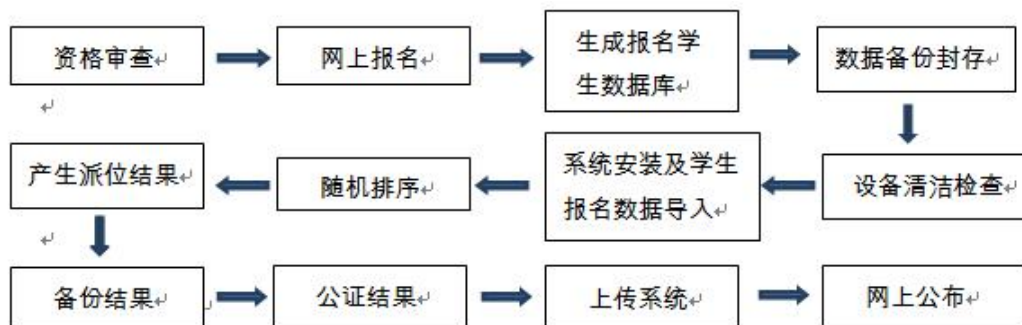 资格审查
网上报名
生成报名学
生数据库
数据备份封存
产生派位结果
随机排序
系统安装及学生
报名数据导入
设备清洁检查
备份结果
公证结果
上传系统
网上公布